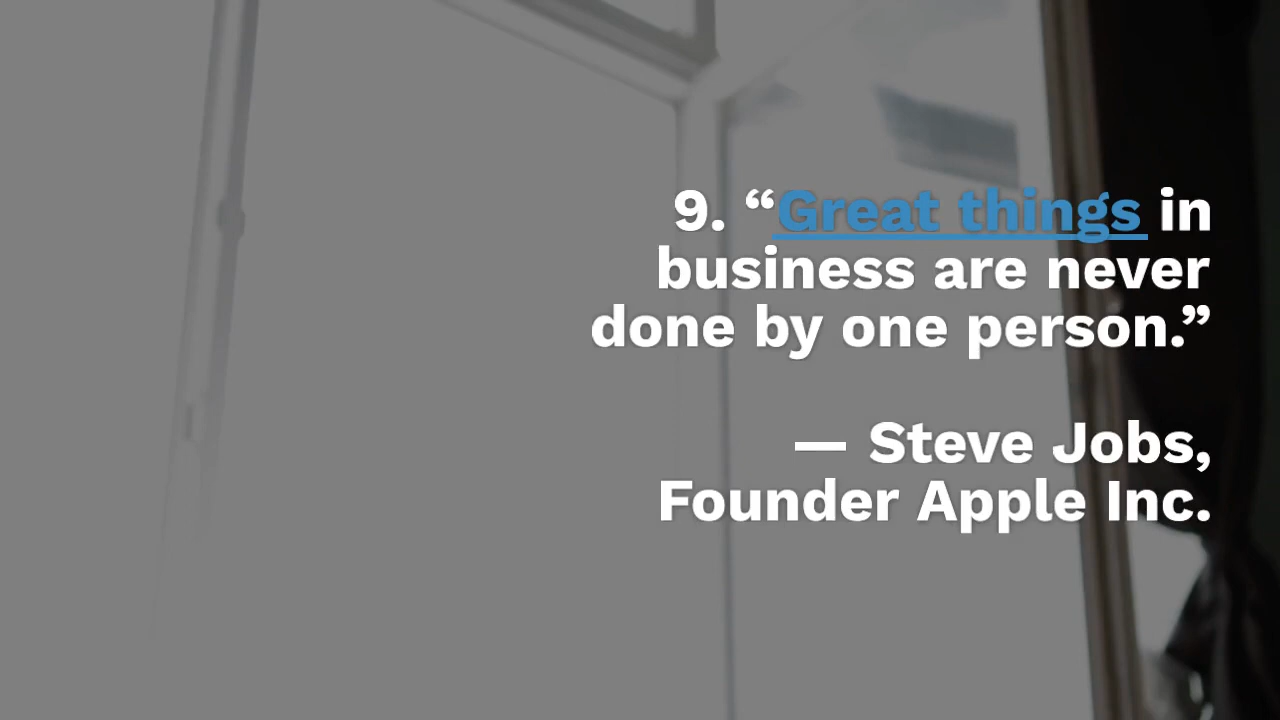 9. “Great things in
business are never
done by one person.”
— Steve Jobs,
Founder Apple Inc.